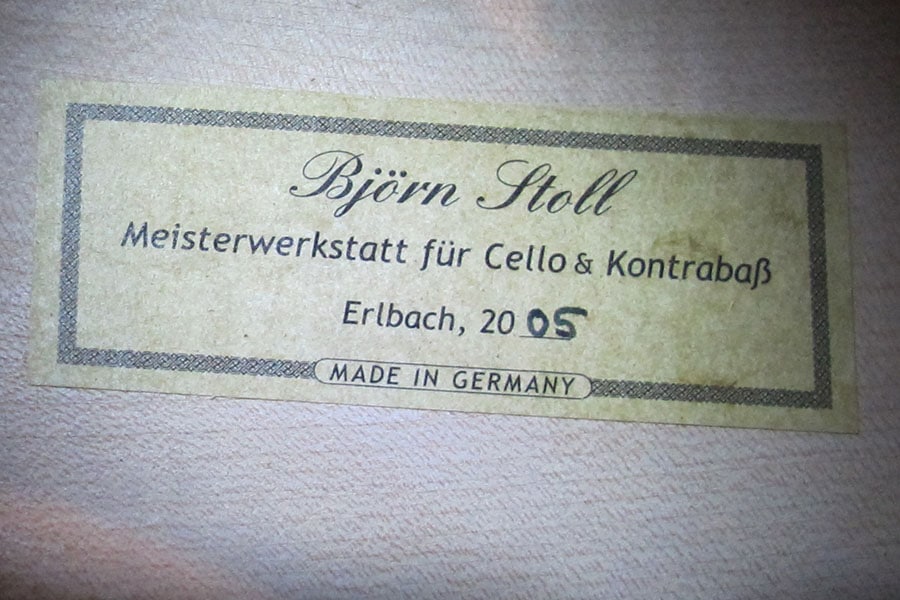 Björn Stoll
Meisterwerkstatt für Cello & Kontrabaß
Erlbach, 2005
MADE IN GERMANY